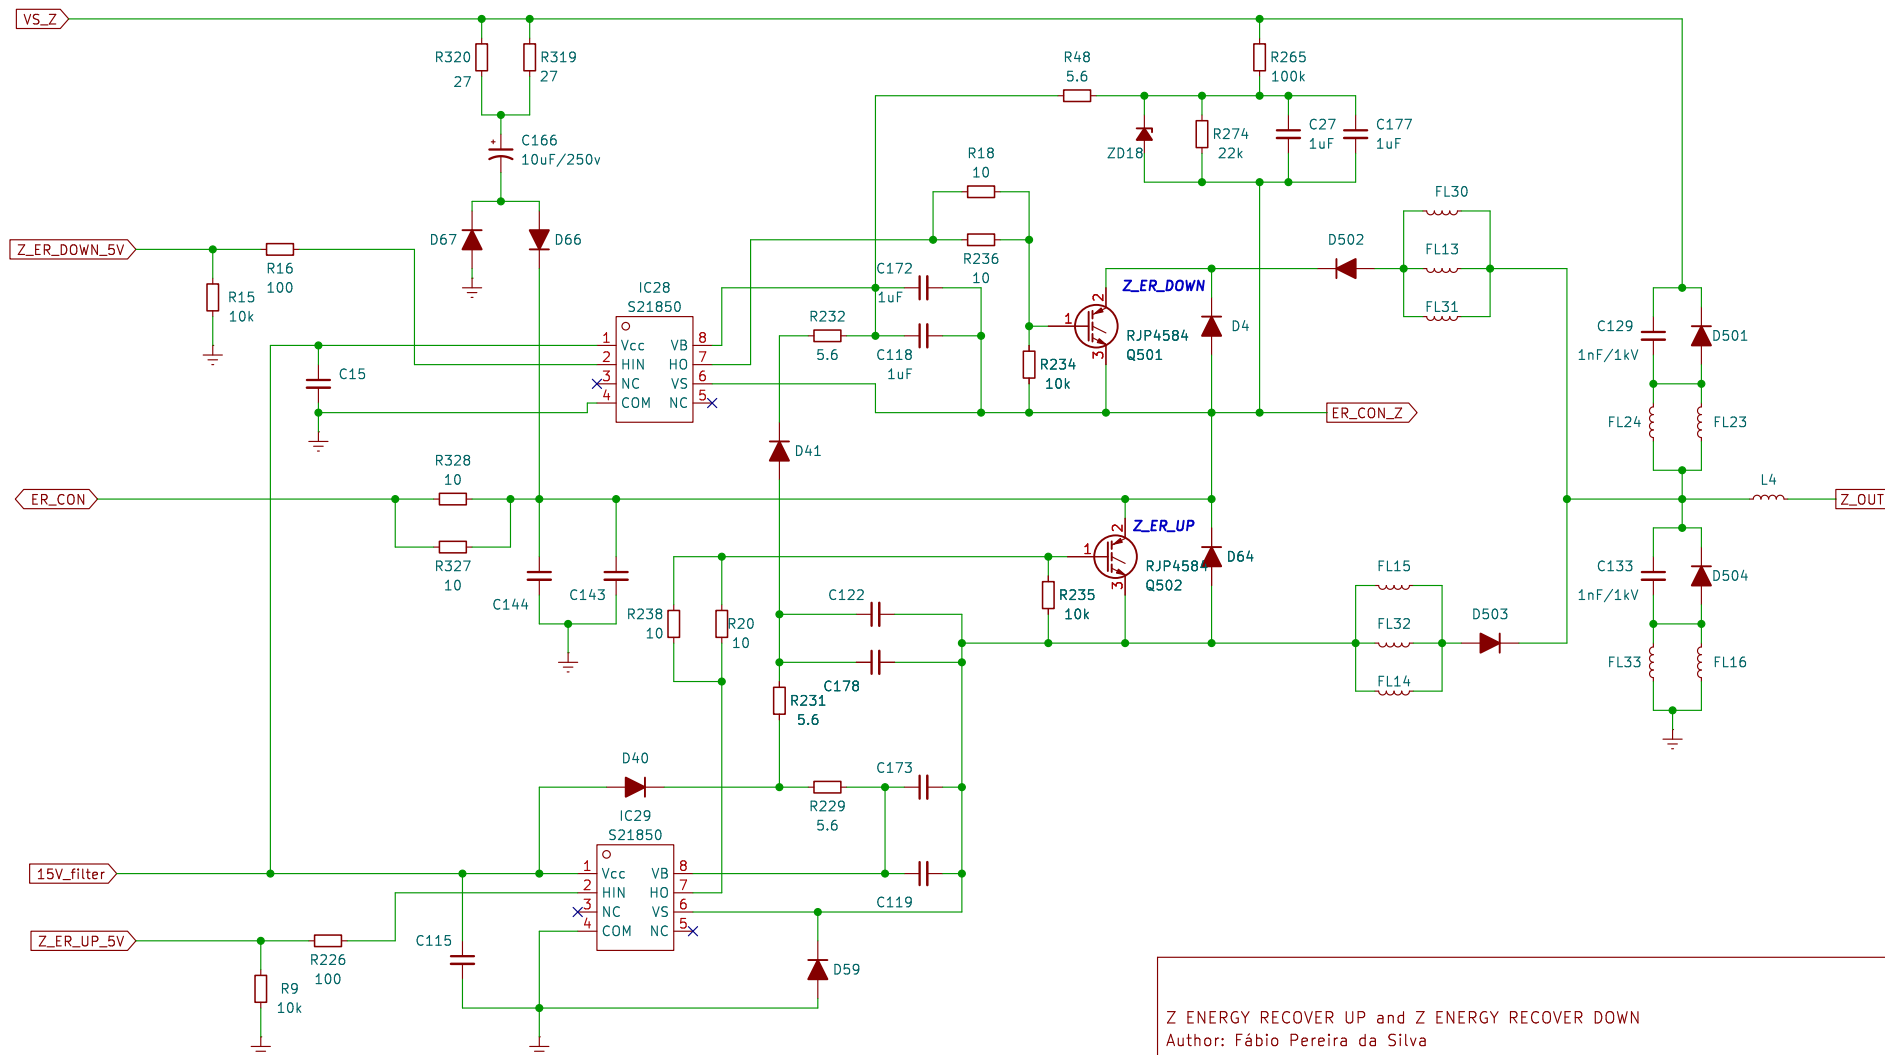 VS_Z
R320
27
R319
27
R48
5.6
R265
100k
C166
10uF/250v
ZD18
R274
22k
C27
1uF
C177
1uF
R18
10
FL30
Z_ER_DOWN_5V
R16
100
D67
D66
R236
10
D502
FL13
R15
10k
C172
1uF
Z_ER_DOWN
FL31
IC28
S21850
R232
5.6
C118
1uF
1
2
3
RJP4584
Q501
D4
C129
1nF/1kV
D501
1
Vcc
VB
8
2
HIN
HO
7
3
NC
VS
6
4
COM
NC
5
C15
R234
10k
ER_CON_Z
FL24
FL23
D41
R328
10
ER_CON
L4
Z_OUT
R327
10
Z_ER_UP
1
2
3
RJP4584
Q502
D64
C144
C143
R238
10
R20
10
C122
R235
10k
FL15
C133
1nF/1kV
D504
FL32
D503
C178
FL14
FL33
FL16
R231
5.6
D40
C173
R229
5.6
IC29
S21850
15V_filter
1
Vcc
VB
8
2
HIN
HO
7
3
NC
VS
6
4
COM
NC
5
C119
Z_ER_UP_5V
R226
100
C115
D59
R9
10k
Z ENERGY RECOVER UP and Z ENERGY RECOVER DOWN
Author: Fábio Pereira da Silva